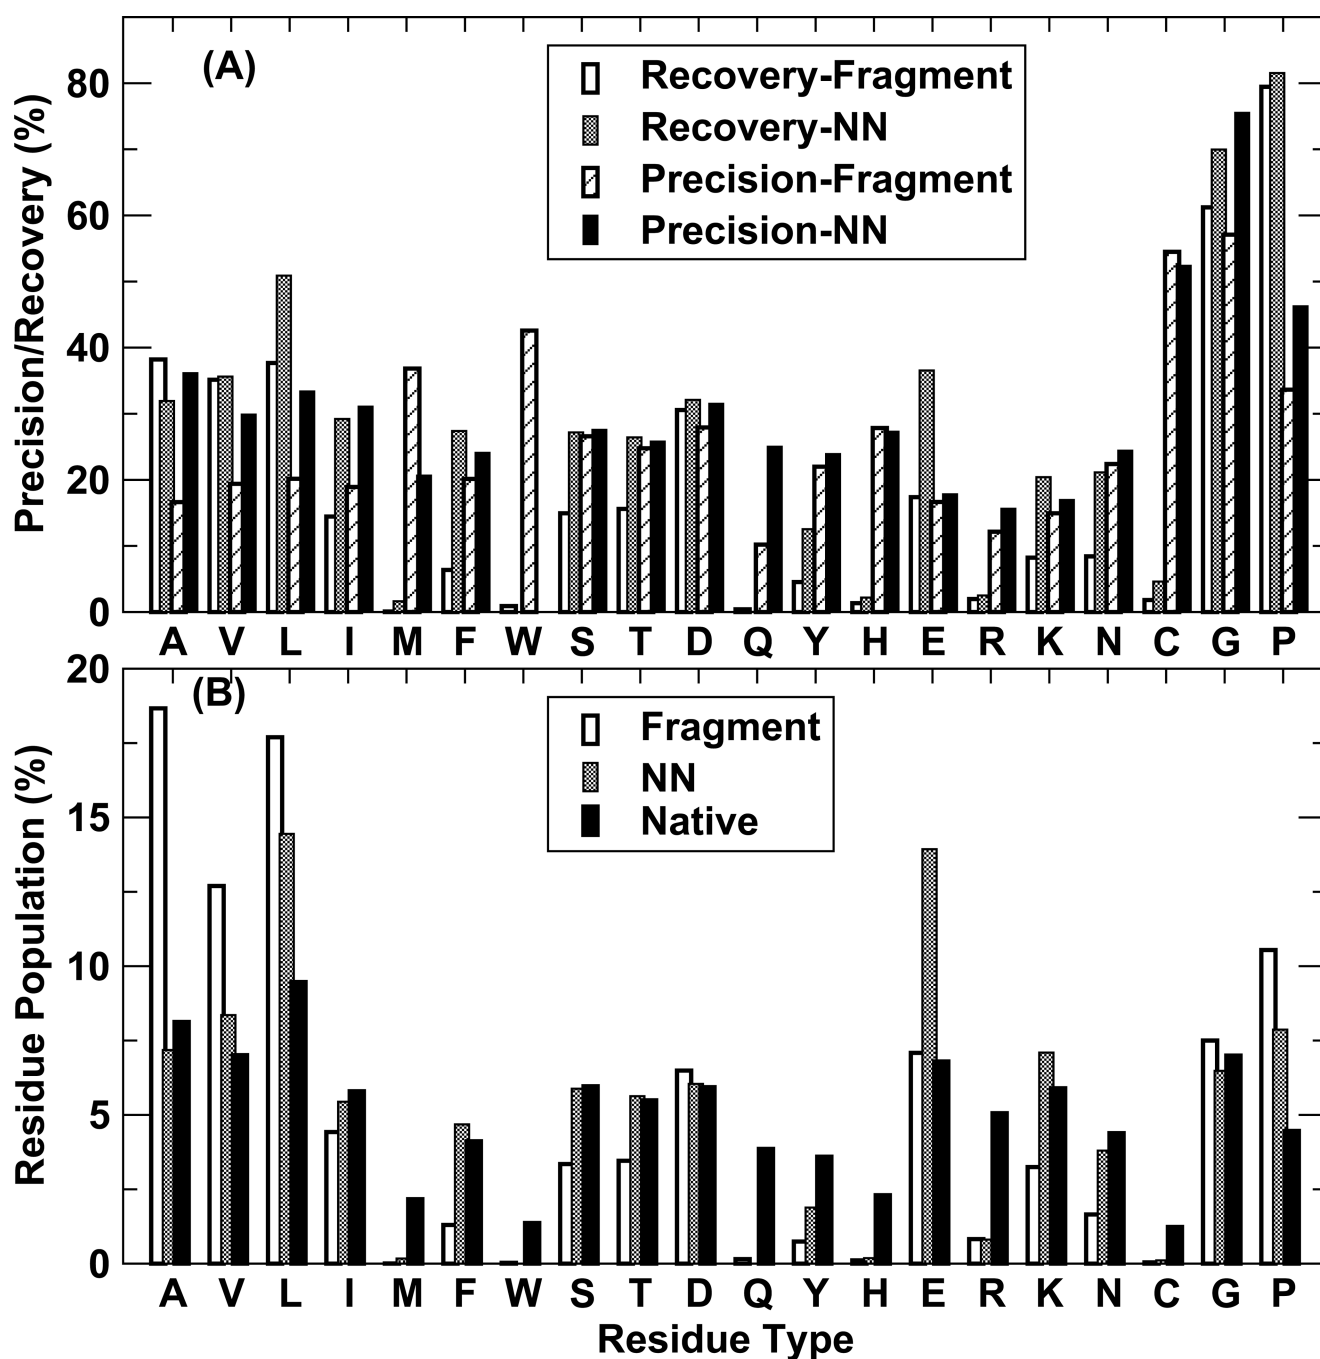 (A)
Recovery-Fragment
Recovery-NN
Precision-Fragment
Precision-NN
Precision/Recovery (%)
80
60
40
20
0
A V L I M F W S T D Q Y H E R K N C G P
(B)
Fragment
NN
Native
Residue Population (%)
20
15
10
5
0
A V L I M F W S T D Q Y H E R K N C G P
Residue Type